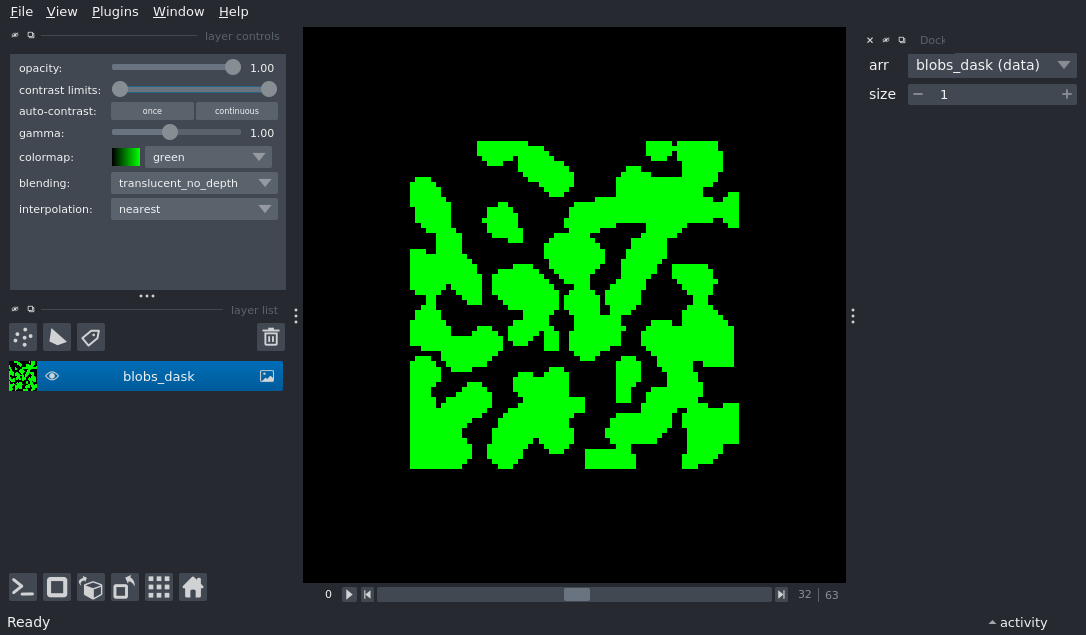 File View Plugins Window Help
layer controls
opacity: 1.00
contrast limits:
auto-contrast: once continuous
gamma: 1.00
colormap: green
blending: translucent_no_depth
interpolation: nearest
layer list
blobs_dask
0 32 63
Dock
arr blobs_dask (data)
size 1
Ready
activity